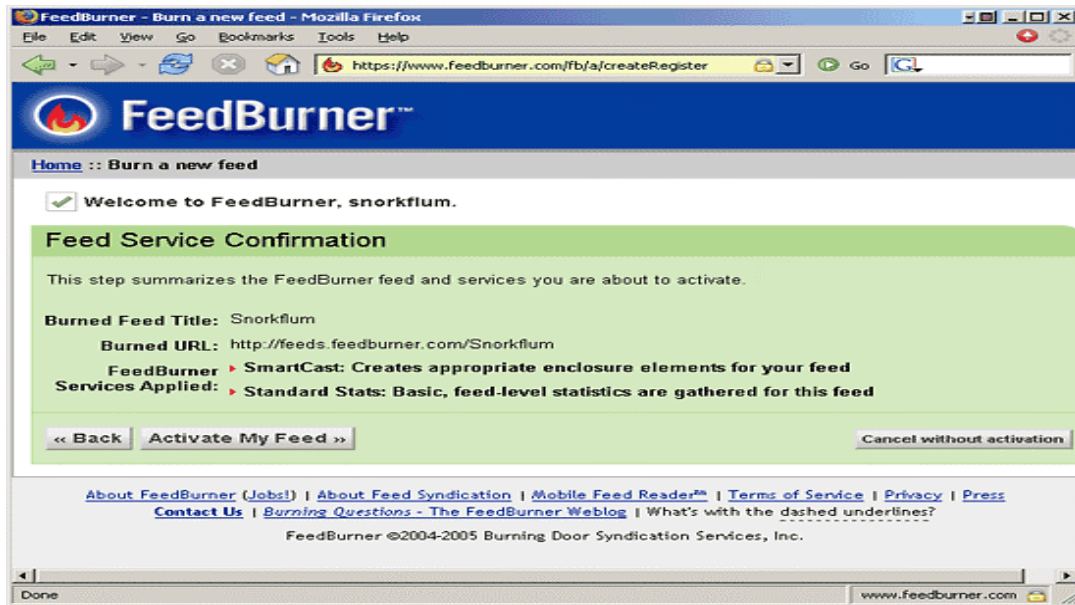 FeedBurner - Burn a new feed - Mozilla Firefox
File Edit View Go Bookmarks Tools Help
https://www.feedburner.com/fb/a/createRegister Go G
FeedBurner™
Home :: Burn a new feed
Welcome to FeedBurner, snorkflum.
Feed Service Confirmation
This step summarizes the FeedBurner feed and services you are about to activate.
Burned Feed Title: Snorkflum
Burned URL: http://feeds.feedburner.com/Snorkflum
FeedBurner Services Applied:
SmartCast: Creates appropriate enclosure elements for your feed
Standard Stats: Basic, feed-level statistics are gathered for this feed
‹‹ Back Activate My Feed ›› Cancel without activation
About FeedBurner (Jobs!) | About Feed Syndication | Mobile Feed Reader℠ | Terms of Service | Privacy | Press
Contact Us | Burning Questions - The FeedBurner Weblog | What's with the dashed underlines?
FeedBurner ©2004-2005 Burning Door Syndication Services, Inc.
Done www.feedburner.com